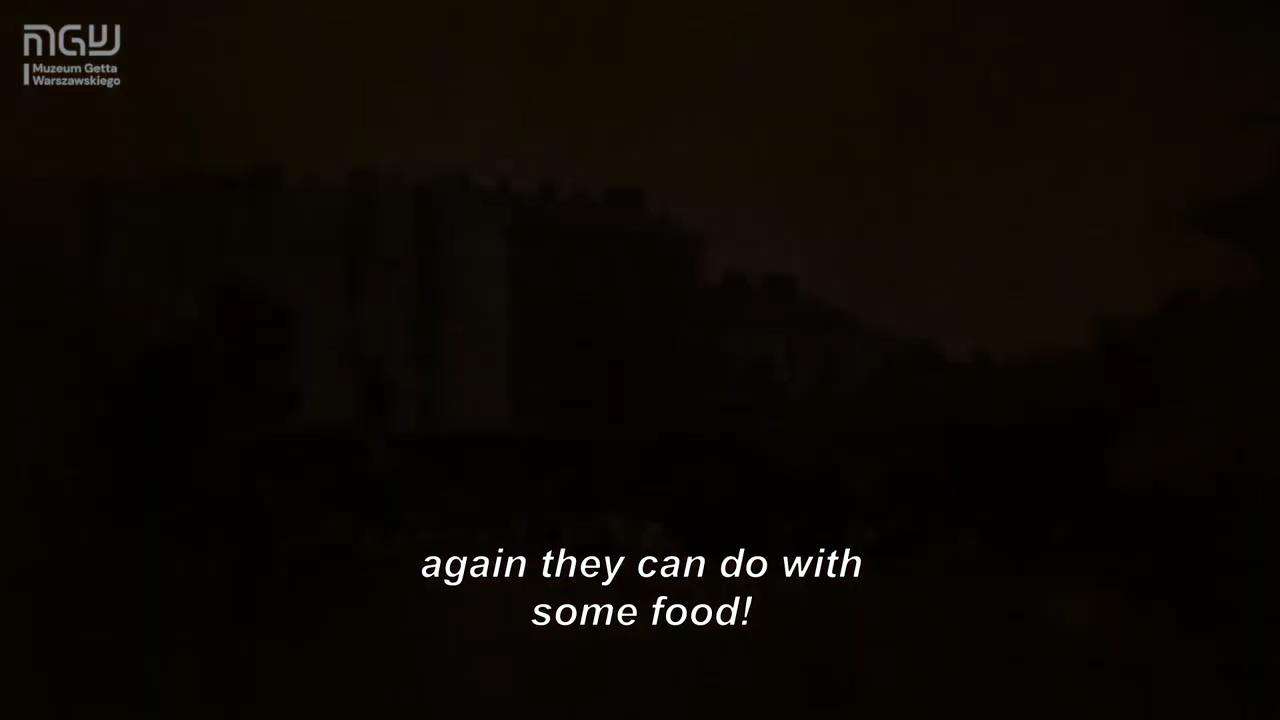 MGW
Muzeum Getta
Warszawskiego
again they can do with
some food!